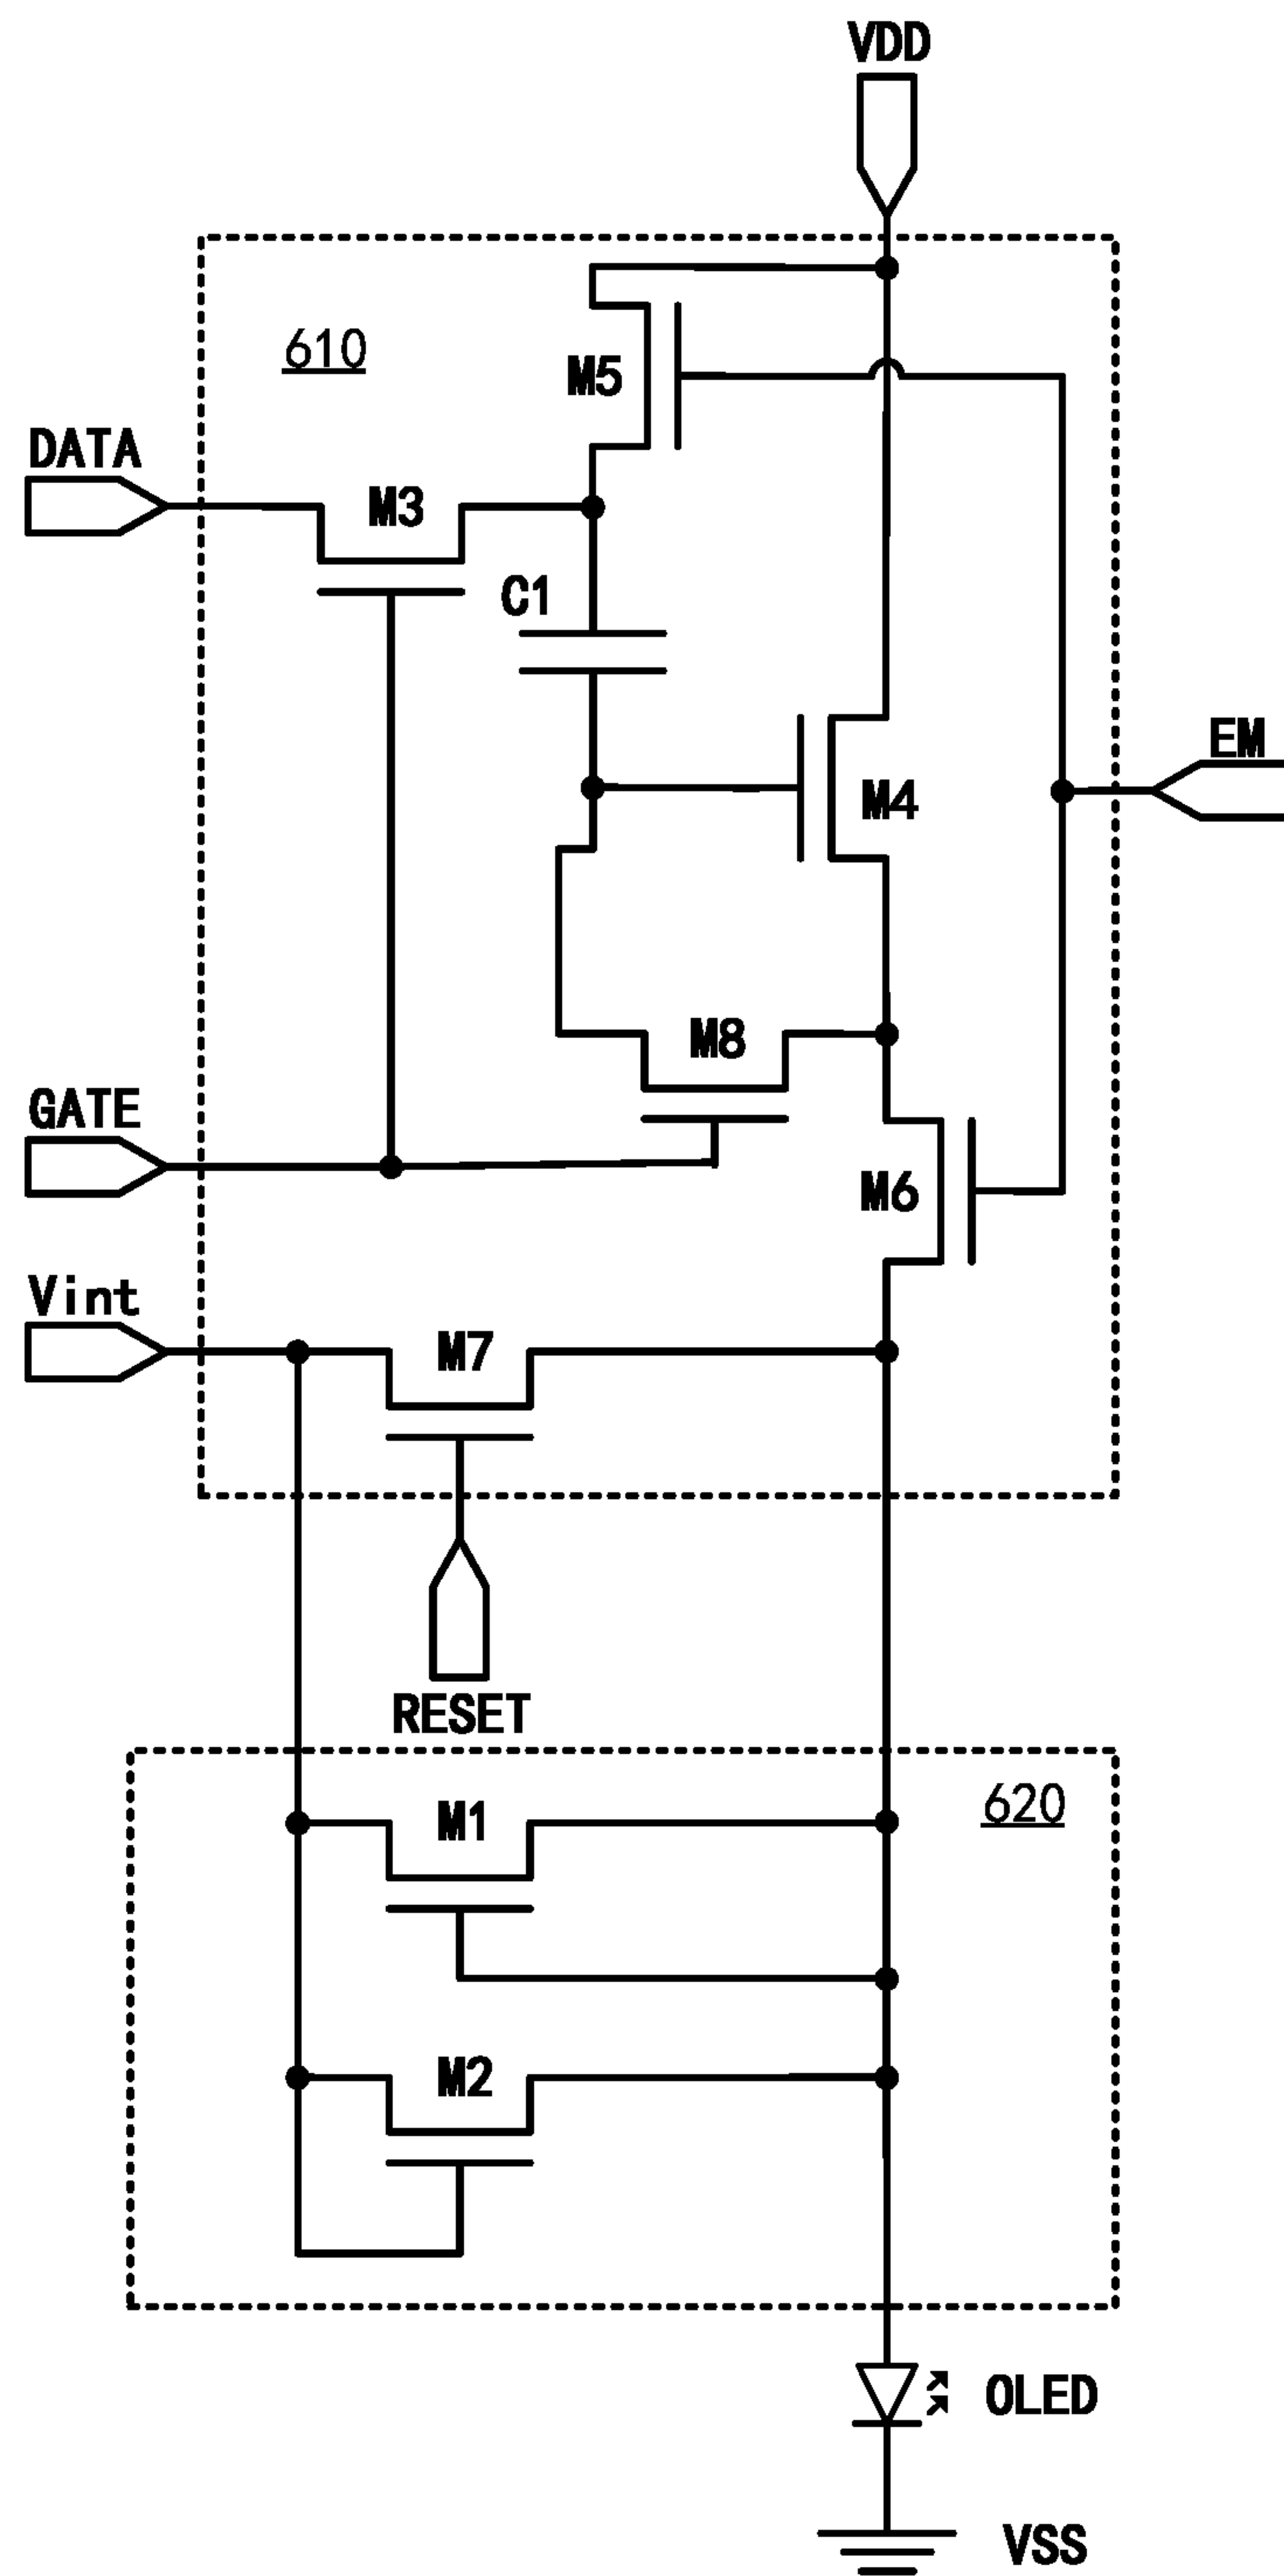 VDD
610
M5
DATA
M3
C1
EM
M4
M8
GATE
M6
Vint
M7
RESET
620
M1
M2
OLED
VSS